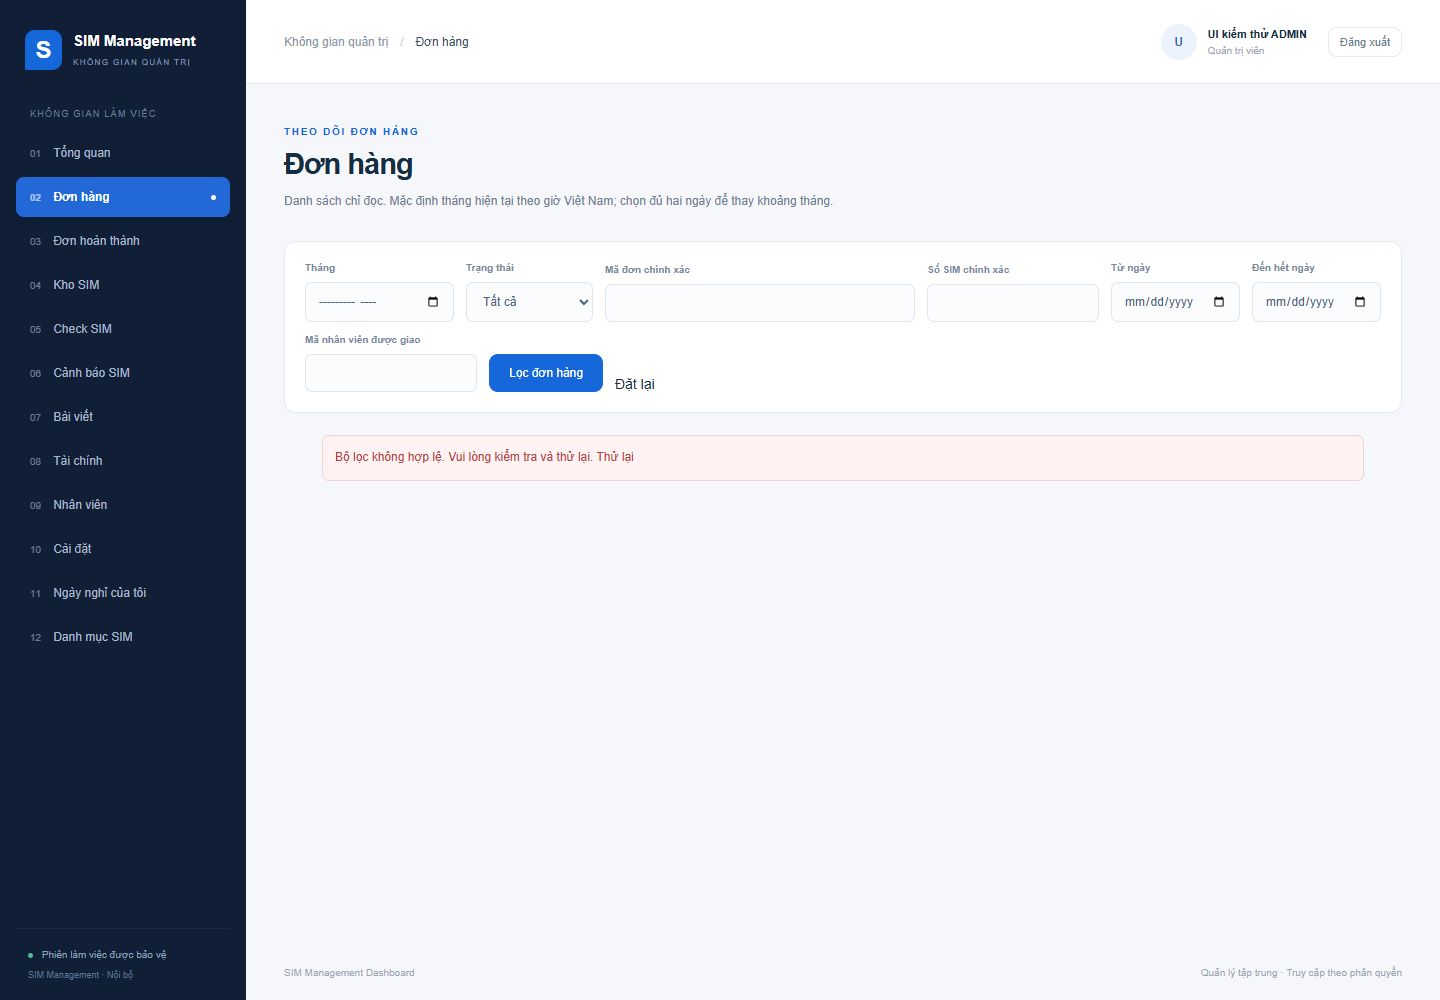 S
SIM Management
KHÔNG GIAN QUẢN TRỊ
KHÔNG GIAN LÀM VIỆC
01 Tổng quan
02 Đơn hàng
03 Đơn hoàn thành
04 Kho SIM
05 Check SIM
06 Cảnh báo SIM
07 Bài viết
08 Tài chính
09 Nhân viên
10 Cài đặt
11 Ngày nghỉ của tôi
12 Danh mục SIM
Phiên làm việc được bảo vệ
SIM Management · Nội bộ
Không gian quản trị / Đơn hàng
U
UI kiểm thử ADMIN
Quản trị viên
Đăng xuất
THEO DÕI ĐƠN HÀNG
Đơn hàng
Danh sách chỉ đọc. Mặc định tháng hiện tại theo giờ Việt Nam; chọn đủ hai ngày để thay khoảng tháng.
Tháng
--------- ----
Trạng thái
Tất cả
Mã đơn chính xác
Số SIM chính xác
Từ ngày
mm/dd/yyyy
Đến hết ngày
mm/dd/yyyy
Mã nhân viên được giao
Lọc đơn hàng
Đặt lại
Bộ lọc không hợp lệ. Vui lòng kiểm tra và thử lại. Thử lại
SIM Management Dashboard
Quản lý tập trung · Truy cập theo phân quyền